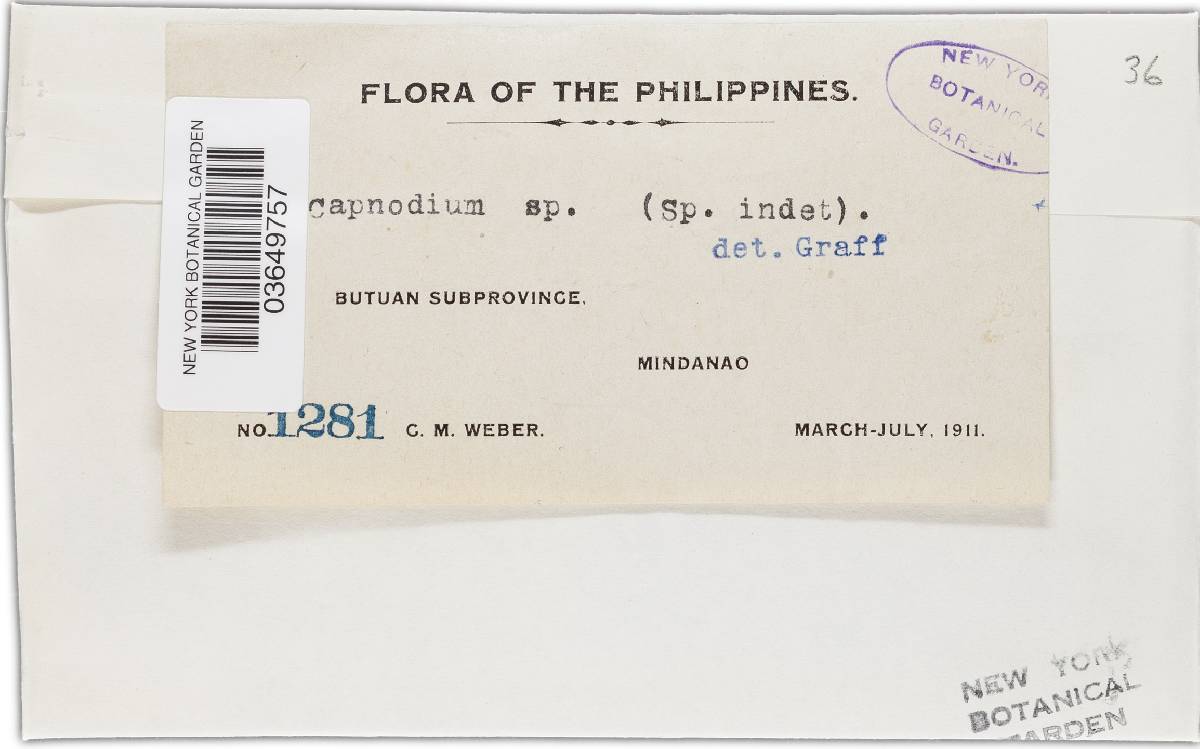 FLORA OF THE PHILIPPINES.
NEW YORK
BOTANICAL
GARDEN.
36
NEW YORK BOTANICAL GARDEN
03649757
Capnodium sp. (Sp. indet).
det. Graff
BUTUAN SUBPROVINCE,
MINDANAO
NO. 1281 C. M. WEBER. MARCH-JULY, 1911.
NEW YORK
BOTANICAL
GARDEN